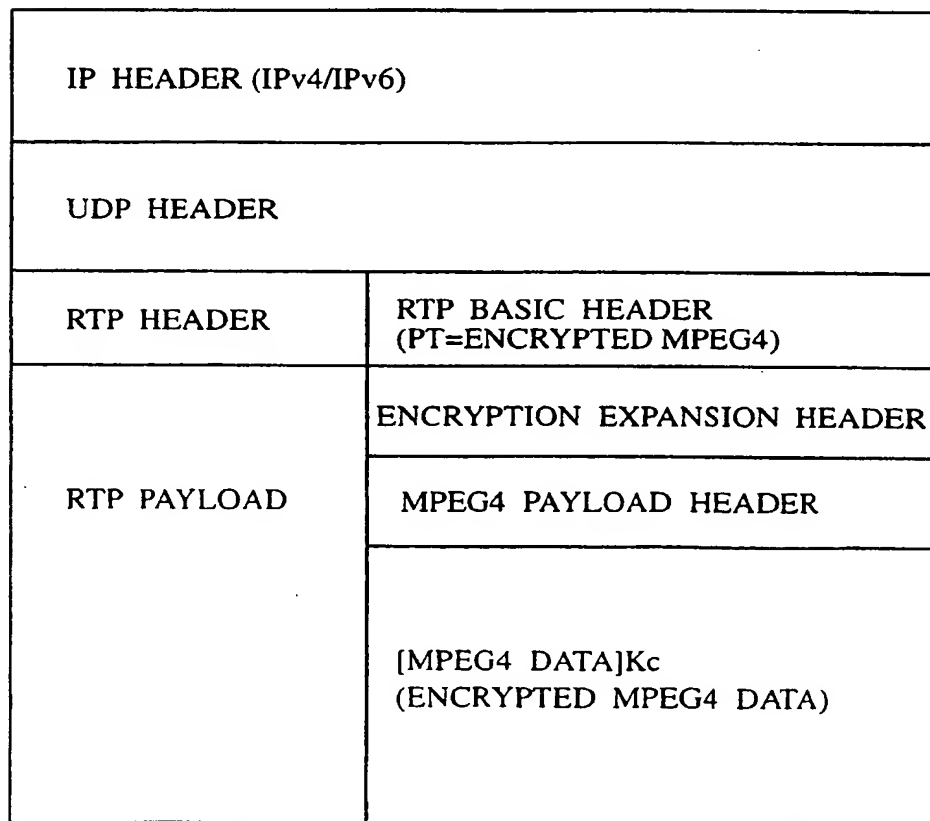 IP HEADER (IPv4/IPv6)
UDP HEADER
RTP HEADER
RTP BASIC HEADER
(PT=ENCRYPTED MPEG4)
RTP PAYLOAD
ENCRYPTION EXPANSION HEADER
MPEG4 PAYLOAD HEADER
[MPEG4 DATA]Kc
(ENCRYPTED MPEG4 DATA)